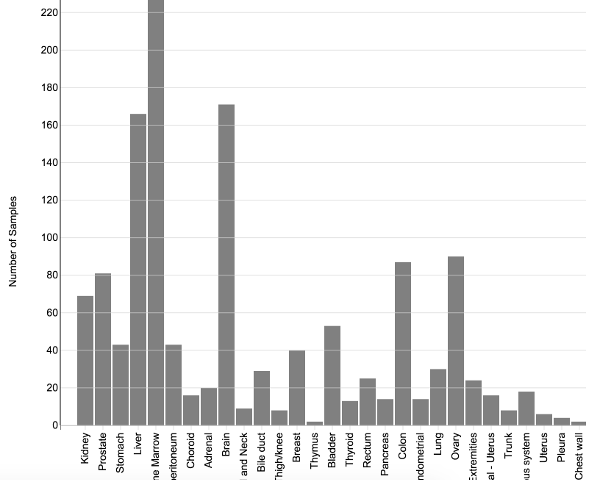 220
200
180
160
140
120
100
80
60
40
20
0
Number of Samples
Kidney
Prostate
Stomach
Liver
ne Marrow
eritoneum
Choroid
Adrenal
Brain
and Neck
Bile duct
Thigh/knee
Breast
Thymus
Bladder
Thyroid
Rectum
Pancreas
Colon
ndometrial
Lung
Ovary
Extremities
al - Uterus
Trunk
ous system
Uterus
Pleura
Chest wall